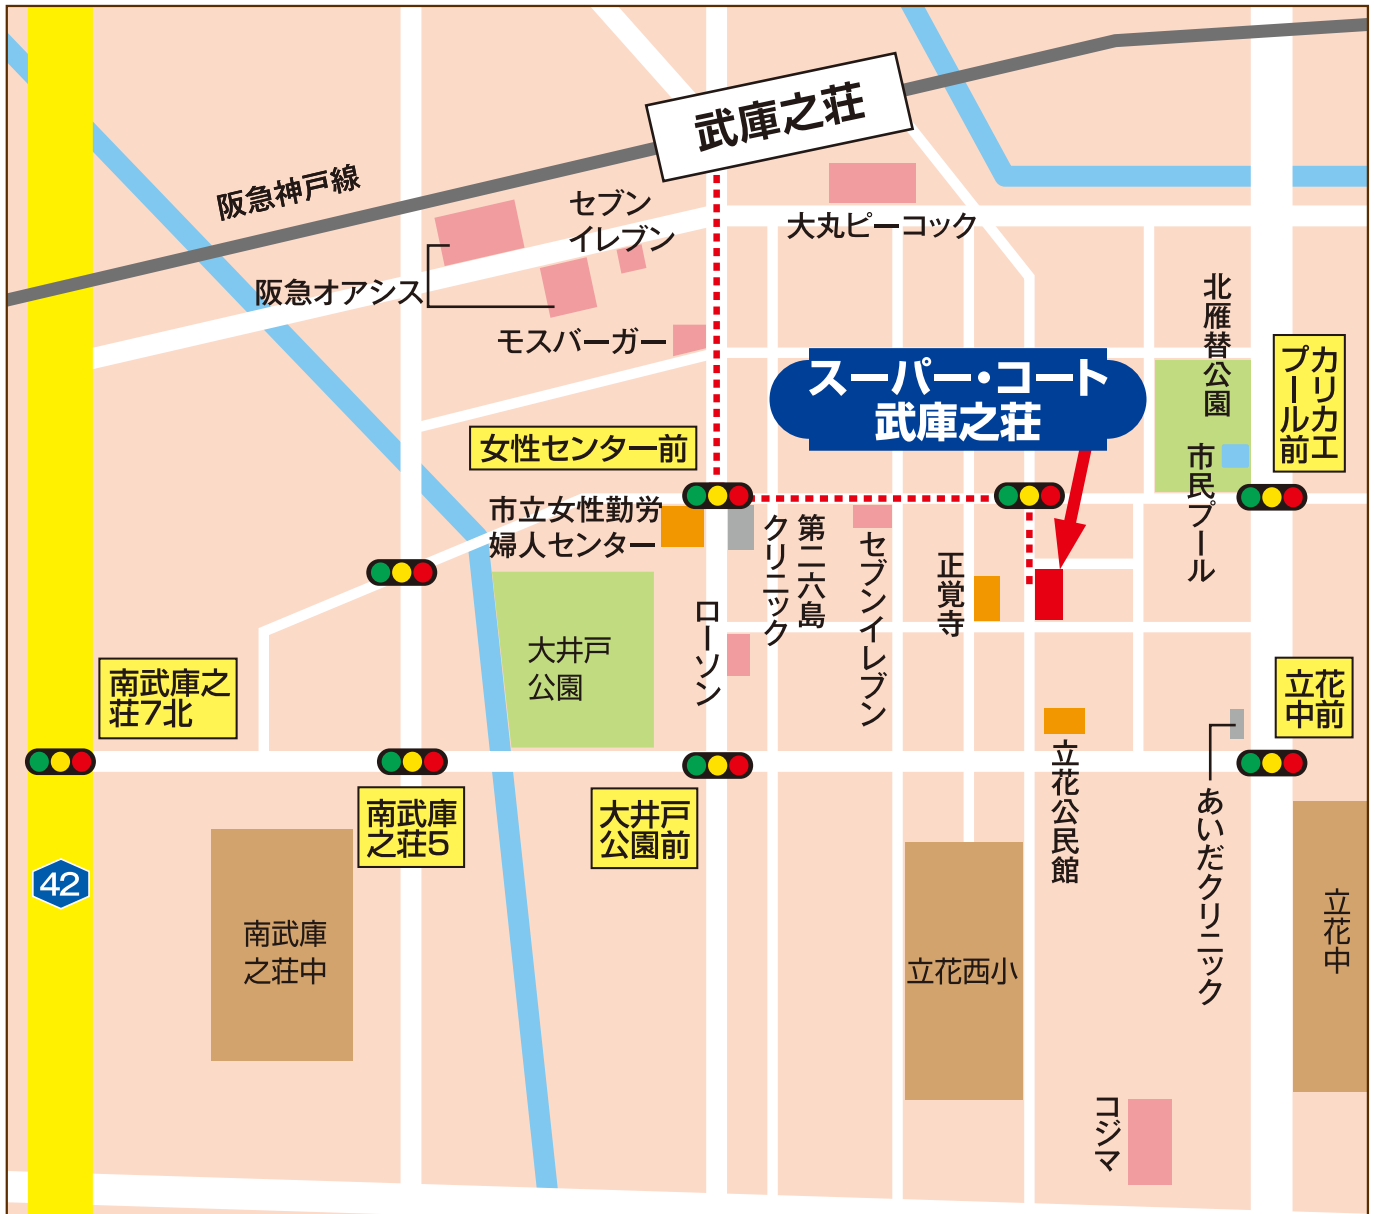 武庫之荘
阪急神戸線
セブン
イレブン
大丸ピーコック
阪急オアシス
モスバーガー
北雁替公園
カリカエ
プール前
スーパー・コート
武庫之荘
女性センター前
市民プール
市立女性勤労
婦人センター
第二六島
クリニック
セブンイレブン
正覚寺
ローソン
大井戸
公園
南武庫之
荘7北
立花
中前
立花公民館
あいだクリニック
南武庫
之荘5
大井戸
公園前
42
南武庫
之荘中
立花西小
立花中
コジマ